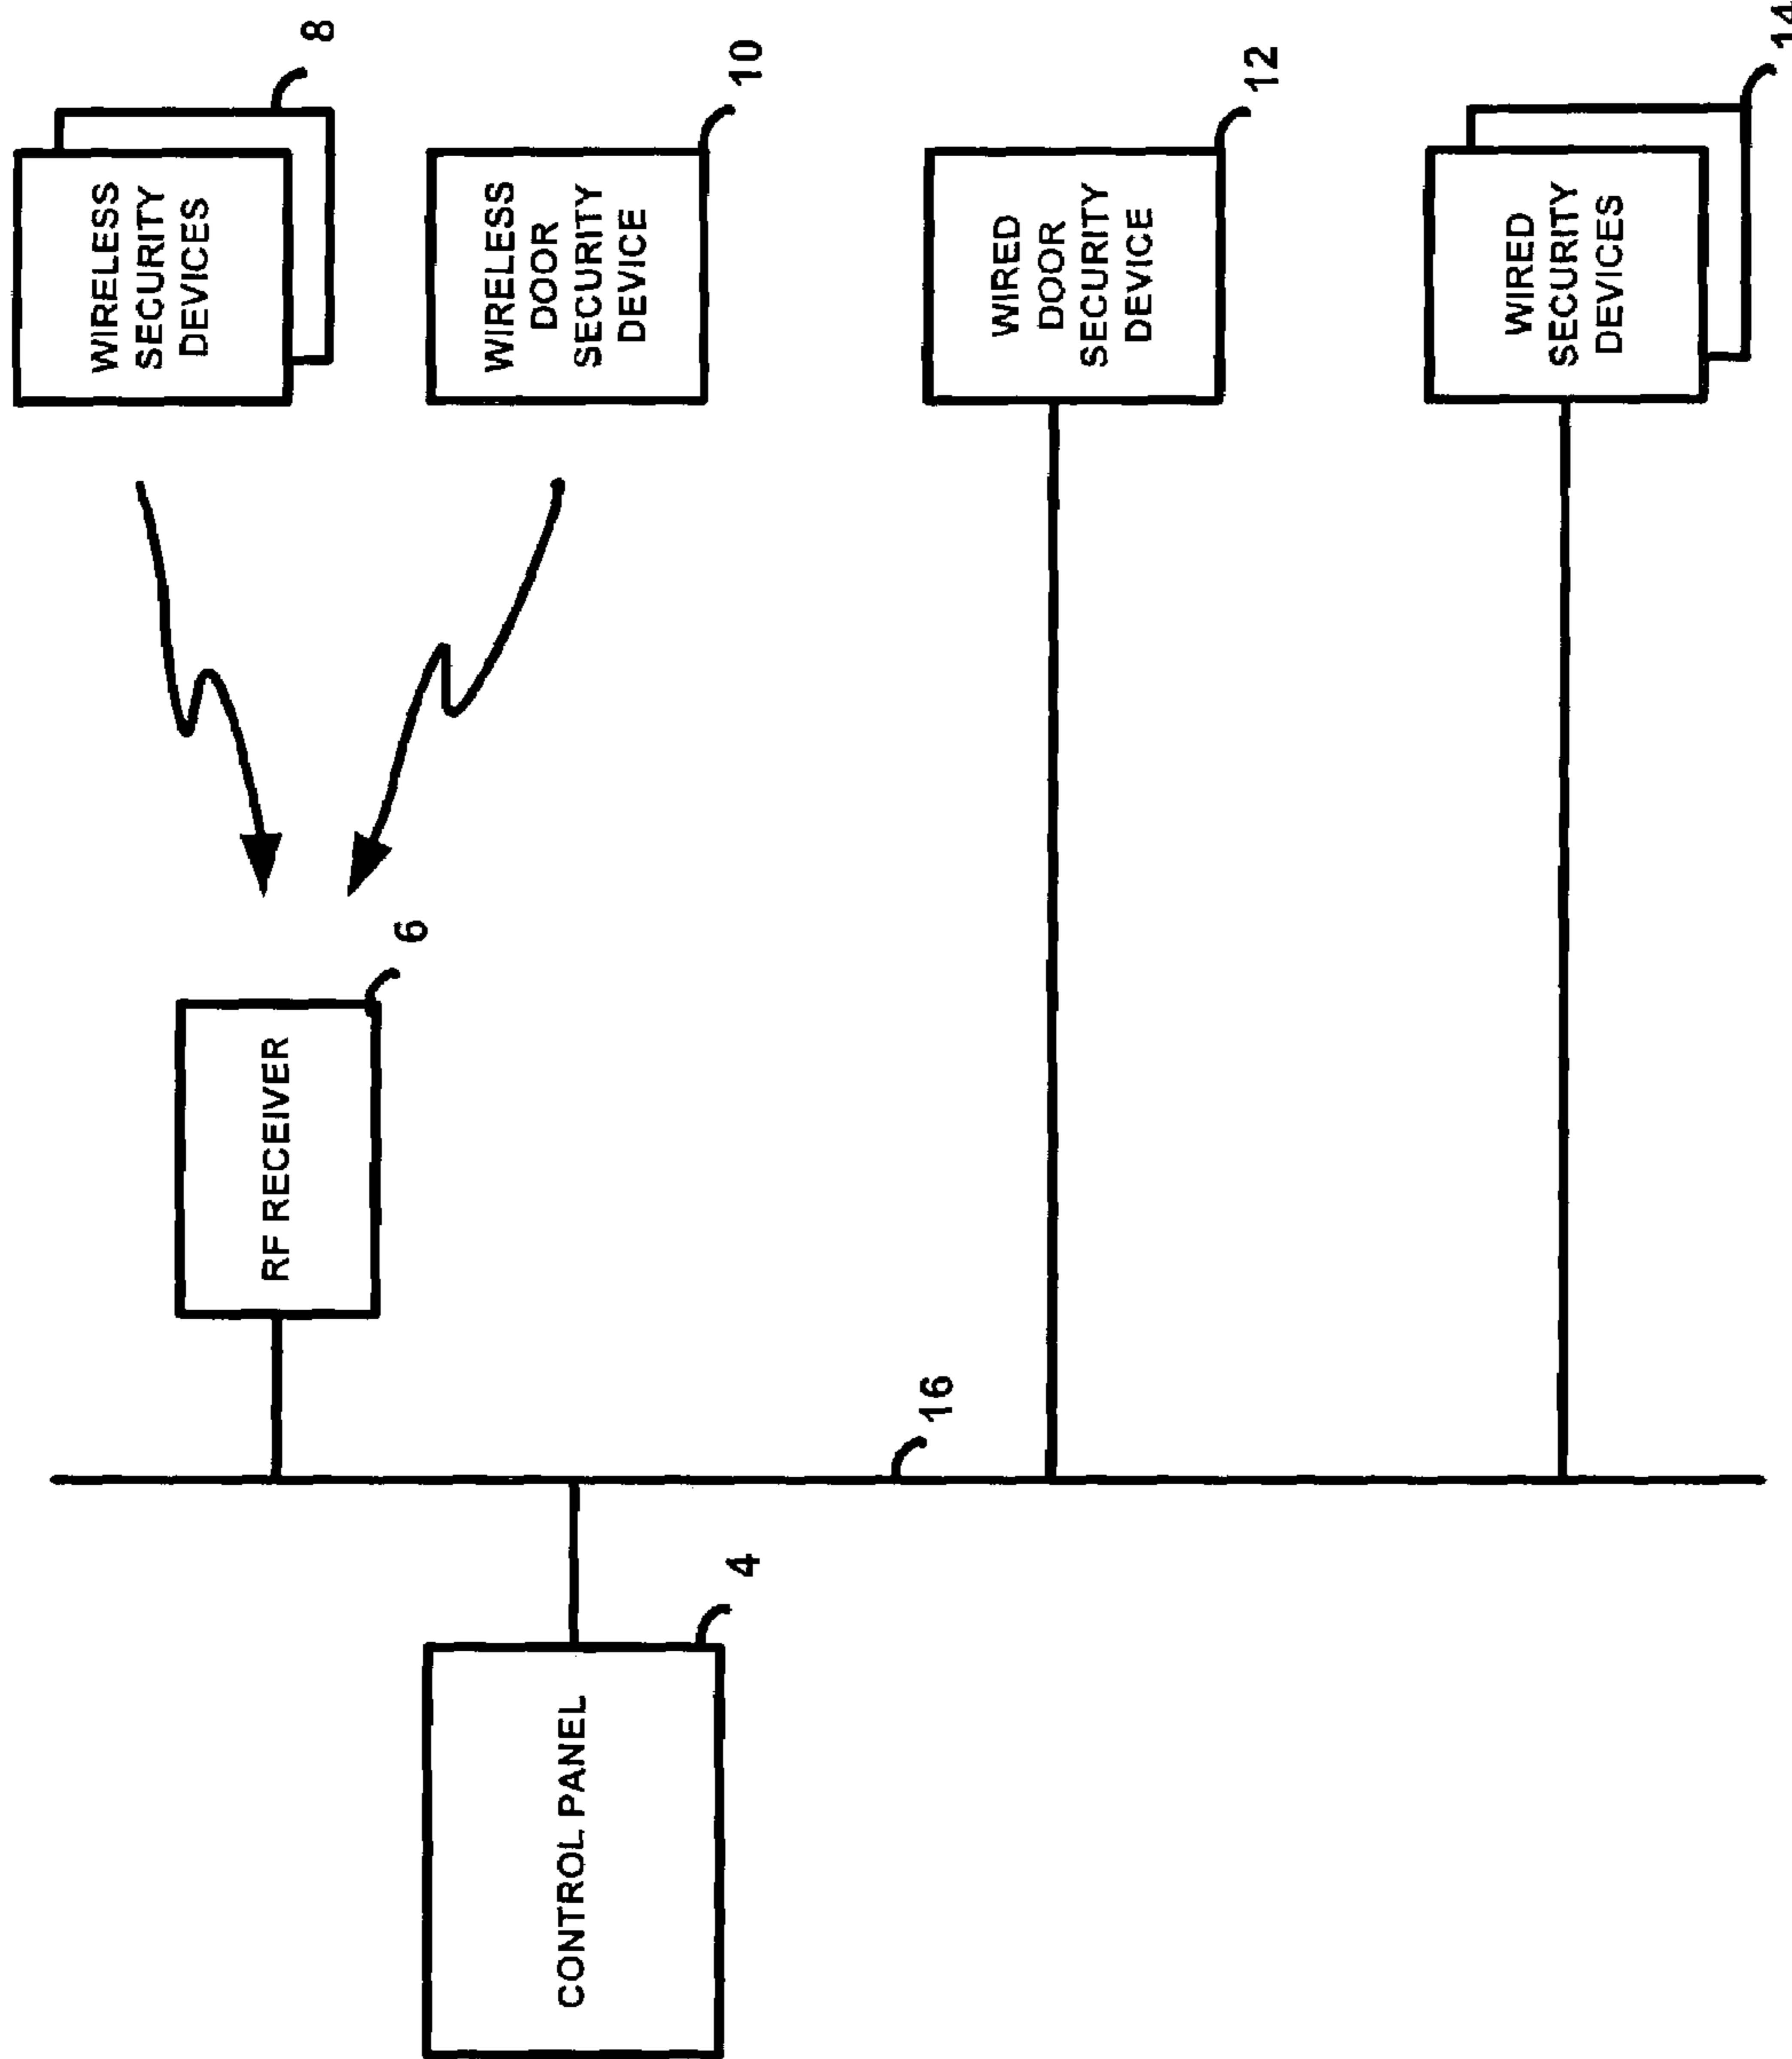 WIRELESS
SECURITY
DEVICES
8
RF RECEIVER
6
WIRELESS
DOOR
SECURITY
DEVICE
10
CONTROL PANEL
4
16
WIRED
DOOR
SECURITY
DEVICE
12
WIRED
SECURITY
DEVICES
14